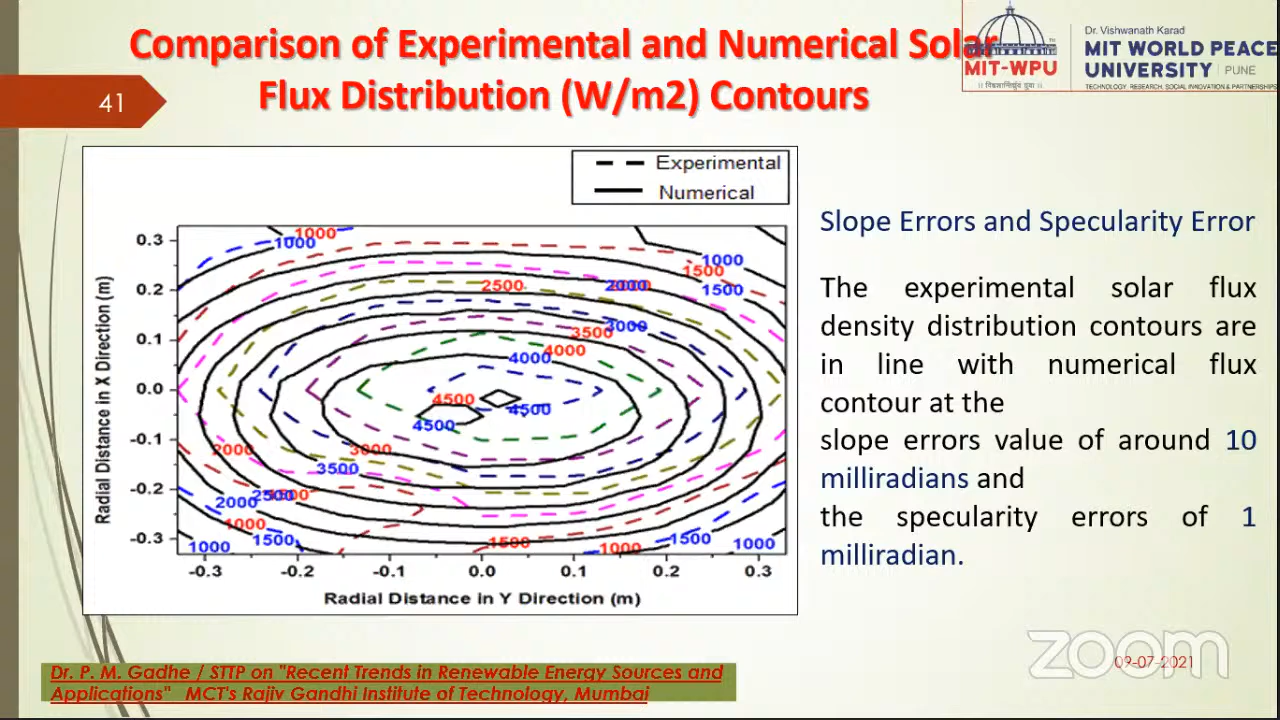 Comparison of Experimental and Numerical Solar
Flux Distribution (W/m2) Contours
41
MIT-WPU
Dr. Vishwanath Karad
MIT WORLD PEACE
UNIVERSITY | PUNE
TECHNOLOGY, RESEARCH, SOCIAL INNOVATION & PARTNERSHIPS
Experimental
Numerical
0.3
0.2
0.1
0.0
-0.1
-0.2
-0.3
Radial Distance in X Direction (m)
1000
1000
1000
1500
2500
2000
1500
3500
3000
4000
4000
4500
4500
4500
2000
3000
3500
2000
2500
1000
1500
1000
1500
1000
1500
1000
-0.3 -0.2 -0.1 0.0 0.1 0.2 0.3
Radial Distance in Y Direction (m)
Slope Errors and Specularity Error
The experimental solar flux
density distribution contours are
in line with numerical flux
contour at the
slope errors value of around 10
milliradians and
the specularity errors of 1
milliradian.
Dr. P. M. Gadhe / STTP on "Recent Trends in Renewable Energy Sources and
Applications" MCT's Rajiv Gandhi Institute of Technology, Mumbai
zoom
09-07-2021